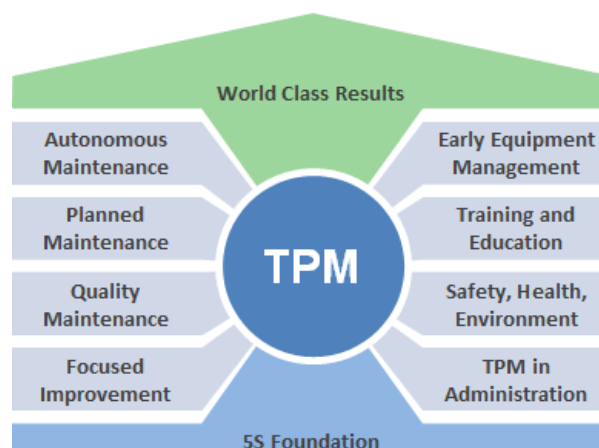 World Class Results
Autonomous
Maintenance
Early Equipment
Management
Planned
Maintenance
Training and
Education
TPM
Quality
Maintenance
Safety, Health,
Environment
Focused
Improvement
TPM in
Administration
5S Foundation